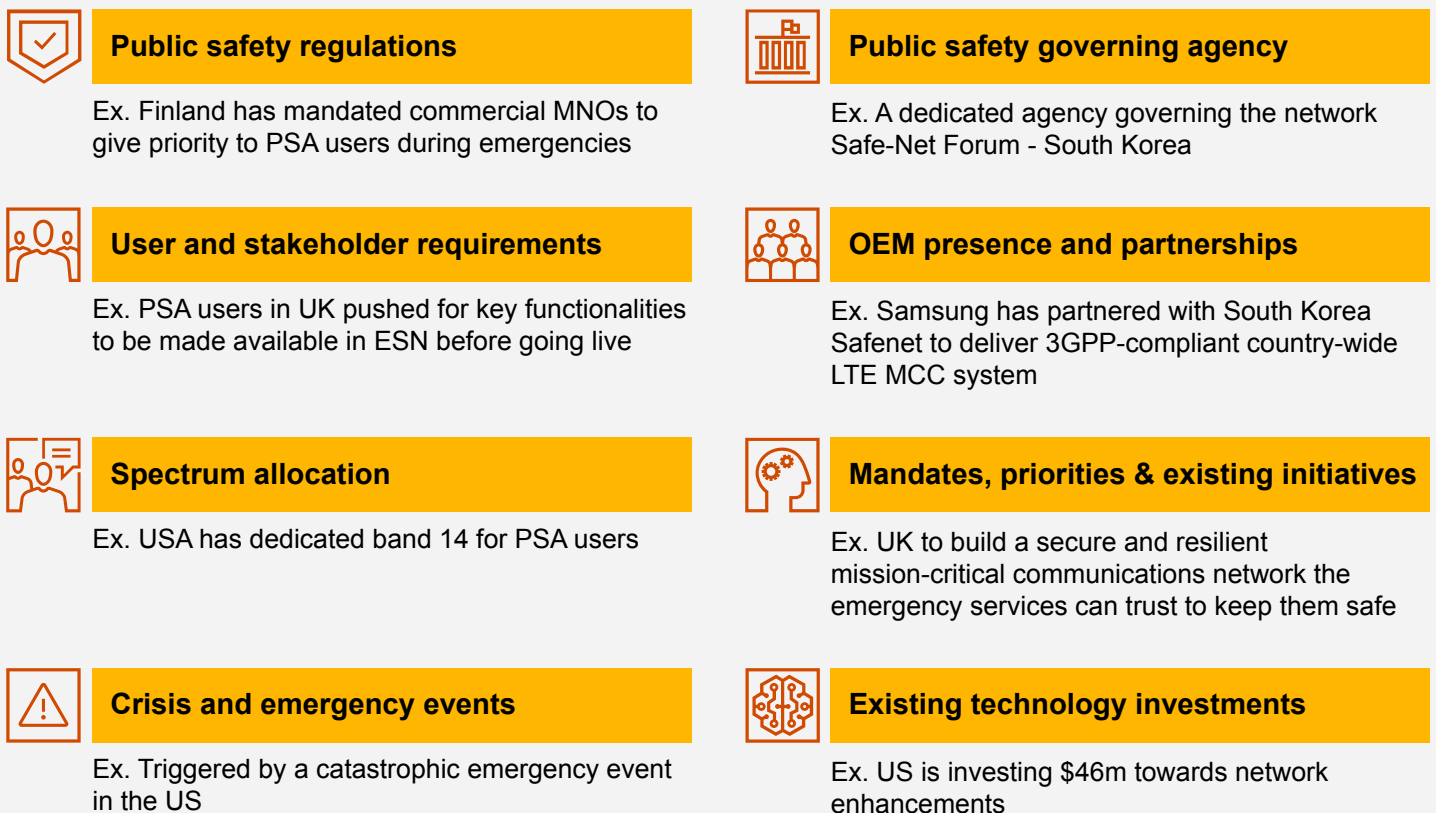 Public safety regulations
Ex. Finland has mandated commercial MNOs to
give priority to PSA users during emergencies
Public safety governing agency
Ex. A dedicated agency governing the network
Safe-Net Forum - South Korea
User and stakeholder requirements
Ex. PSA users in UK pushed for key functionalities
to be made available in ESN before going live
OEM presence and partnerships
Ex. Samsung has partnered with South Korea
Safenet to deliver 3GPP-compliant country-wide
LTE MCC system
Spectrum allocation
Ex. USA has dedicated band 14 for PSA users
Mandates, priorities & existing initiatives
Ex. UK to build a secure and resilient
mission-critical communications network the
emergency services can trust to keep them safe
Crisis and emergency events
Ex. Triggered by a catastrophic emergency event
in the US
Existing technology investments
Ex. US is investing $46m towards network
enhancements